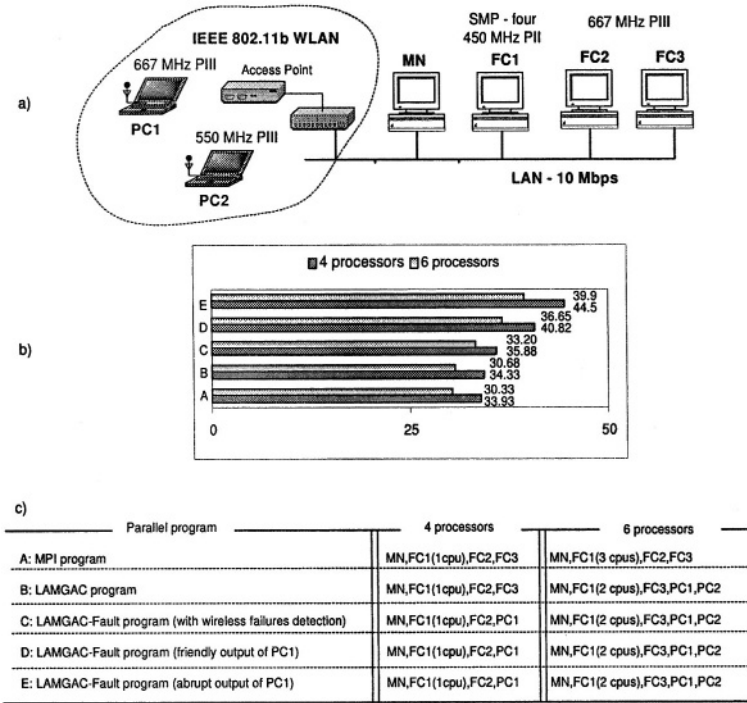 a)
IEEE 802.11b WLAN
667 MHz PIII
Access Point
PC1
550 MHz PIII
PC2
SMP - four
450 MHz PII
667 MHz PIII
MN
FC1
FC2
FC3
LAN - 10 Mbps
b)
4 processors 6 processors
E 39.9
44.5
D 36.65
40.82
C 33.20
35.88
B 30.68
34.33
A 30.33
33.93
0 25 50
c)
Parallel program 4 processors 6 processors
A: MPI program MN,FC1(1cpu),FC2,FC3 MN,FC1(3 cpus),FC2,FC3
B: LAMGAC program MN,FC1(1cpu),FC2,FC3 MN,FC1(2 cpus),FC3,PC1,PC2
C: LAMGAC-Fault program (with wireless failures detection) MN,FC1(1cpu),FC2,PC1 MN,FC1(2 cpus),FC3,PC1,PC2
D: LAMGAC-Fault program (friendly output of PC1) MN,FC1(1cpu),FC2,PC1 MN,FC1(2 cpus),FC3,PC1,PC2
E: LAMGAC-Fault program (abrupt output of PC1) MN,FC1(1cpu),FC2,PC1 MN,FC1(2 cpus),FC3,PC1,PC2